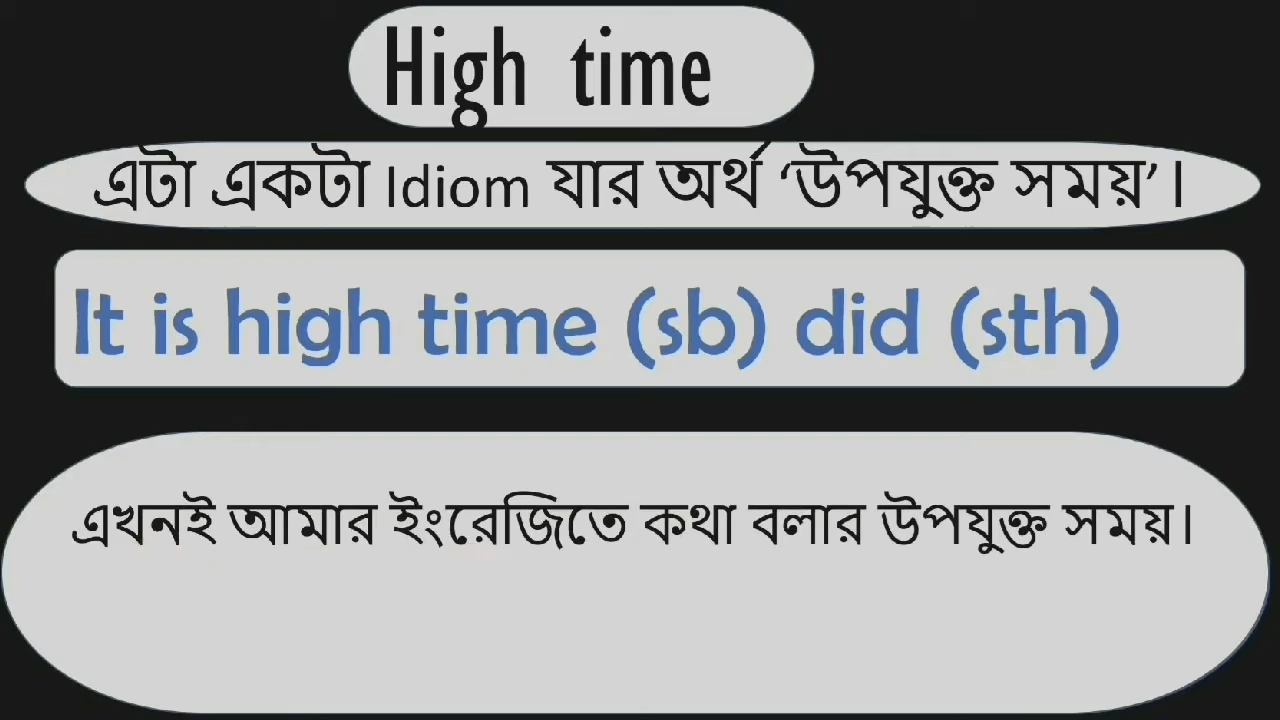 High time
এটা একটা Idiom যার অর্থ ‘উপযুক্ত সময়’।
It is high time (sb) did (sth)
এখনই আমার ইংরেজিতে কথা বলার উপযুক্ত সময়।